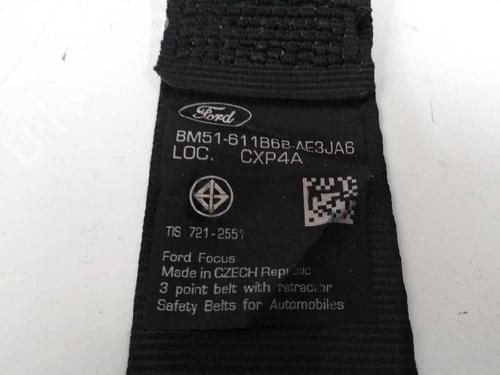 Ford
BM51-611B68-AE3JA6
LOC. CXP4A
TIS 721-2551
Ford Focus
Made in CZECH Republic
3 point belt with retractor
Safety Belts for Automobiles